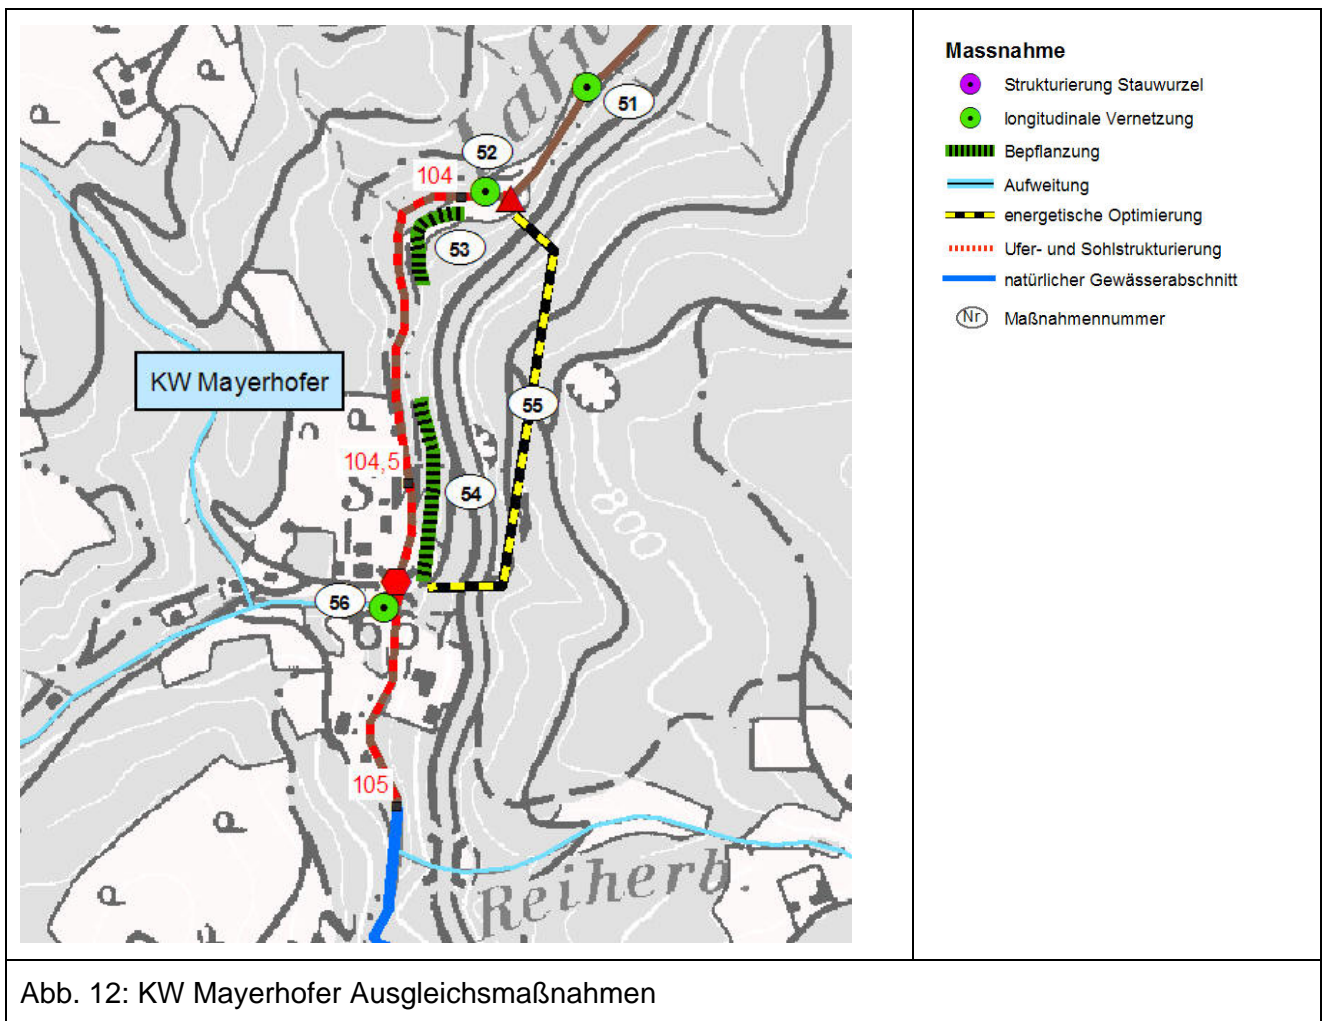 51
52
104
53
KW Mayerhofer
55
104,5
54
800
56
105
Reiherb.
Massnahme
Strukturierung Stauwurzel
longitudinale Vernetzung
Bepflanzung
Aufweitung
energetische Optimierung
Ufer- und Sohlstrukturierung
natürlicher Gewässerabschnitt
Nr Maßnahmennummer
Abb. 12: KW Mayerhofer Ausgleichsmaßnahmen